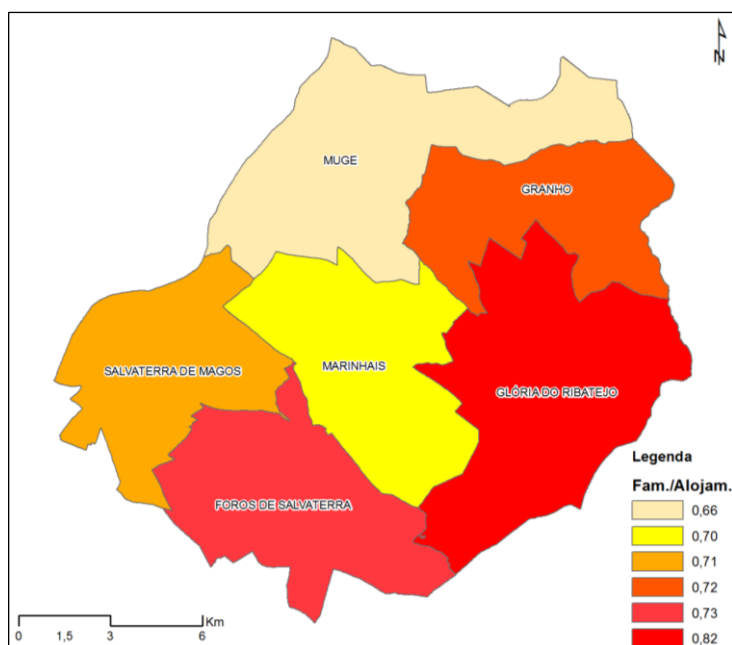 N
MUGE
GRANHO
SALVATERRA DE MAGOS
MARINHAIS
GLÓRIA DO RIBATEJO
FOROS DE SALVATERRA
Legenda
Fam./Alojam.
0,66
0,70
0,71
0,72
0,73
0,82
Km
0 1,5 3 6